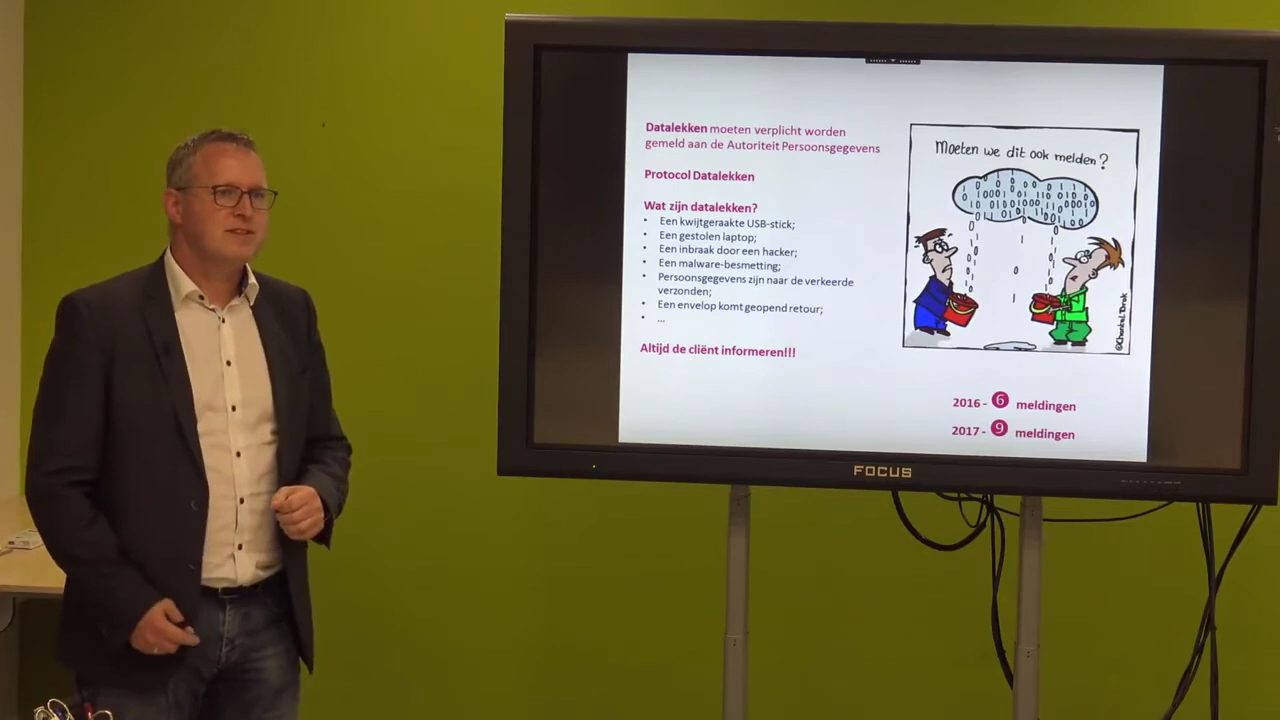 Datalekken moeten verplicht worden
gemeld aan de Autoriteit Persoonsgegevens
Protocol Datalekken
Wat zijn datalekken?
• Een kwijtgeraakte USB-stick;
• Een gestolen laptop;
• Een inbraak door een hacker;
• Een malware-besmetting;
• Persoonsgegevens zijn naar de verkeerde
verzonden;
• Een envelop komt geopend retour;
• ...
Altijd de cliënt informeren!!!
Moeten we dit ook melden?
2016 - 6 meldingen
2017 - 9 meldingen
FOCUS